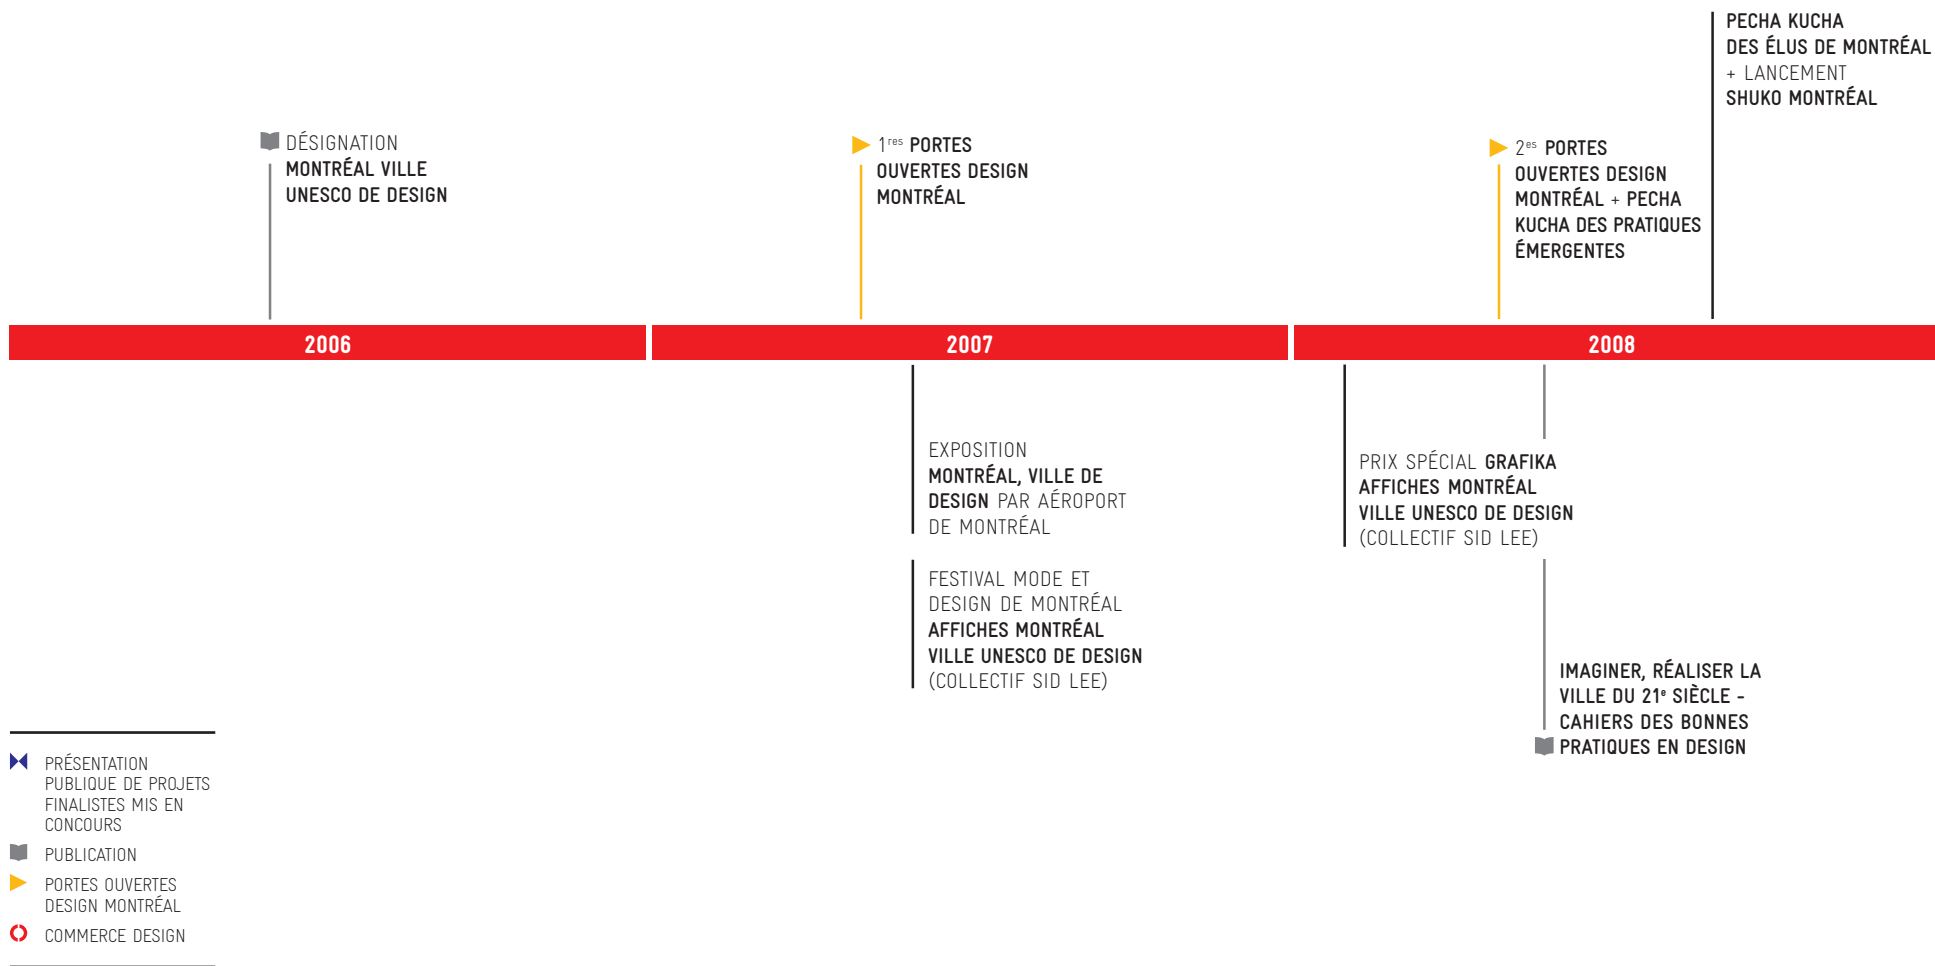 PECHA KUCHA
DES ÉLUS DE MONTRÉAL
+ LANCEMENT
SHUKO MONTRÉAL
DÉSIGNATION
MONTRÉAL VILLE
UNESCO DE DESIGN
1res PORTES
OUVERTES DESIGN
MONTRÉAL
2es PORTES
OUVERTES DESIGN
MONTRÉAL + PECHA
KUCHA DES PRATIQUES
ÉMERGENTES
2006
2007
2008
EXPOSITION
MONTRÉAL, VILLE DE
DESIGN PAR AÉROPORT
DE MONTRÉAL
FESTIVAL MODE ET
DESIGN DE MONTRÉAL
AFFICHES MONTRÉAL
VILLE UNESCO DE DESIGN
(COLLECTIF SID LEE)
PRIX SPÉCIAL GRAFIKA
AFFICHES MONTRÉAL
VILLE UNESCO DE DESIGN
(COLLECTIF SID LEE)
IMAGINER, RÉALISER LA
VILLE DU 21e SIÈCLE -
CAHIERS DES BONNES
PRATIQUES EN DESIGN
PRÉSENTATION
PUBLIQUE DE PROJETS
FINALISTES MIS EN
CONCOURS
PUBLICATION
PORTES OUVERTES
DESIGN MONTRÉAL
COMMERCE DESIGN